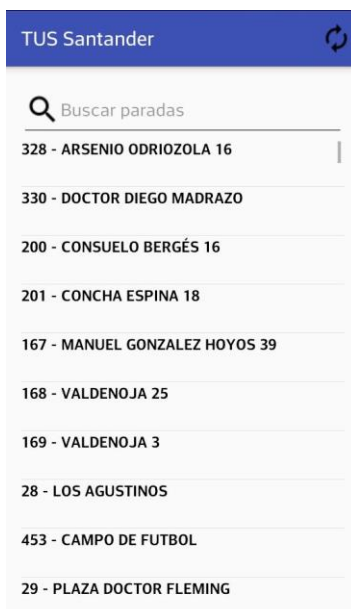 TUS Santander
Buscar paradas
328 - ARSENIO ODRIOZOLA 16
330 - DOCTOR DIEGO MADRAZO
200 - CONSUELO BERGÉS 16
201 - CONCHA ESPINA 18
167 - MANUEL GONZALEZ HOYOS 39
168 - VALDENOJA 25
169 - VALDENOJA 3
28 - LOS AGUSTINOS
453 - CAMPO DE FUTBOL
29 - PLAZA DOCTOR FLEMING